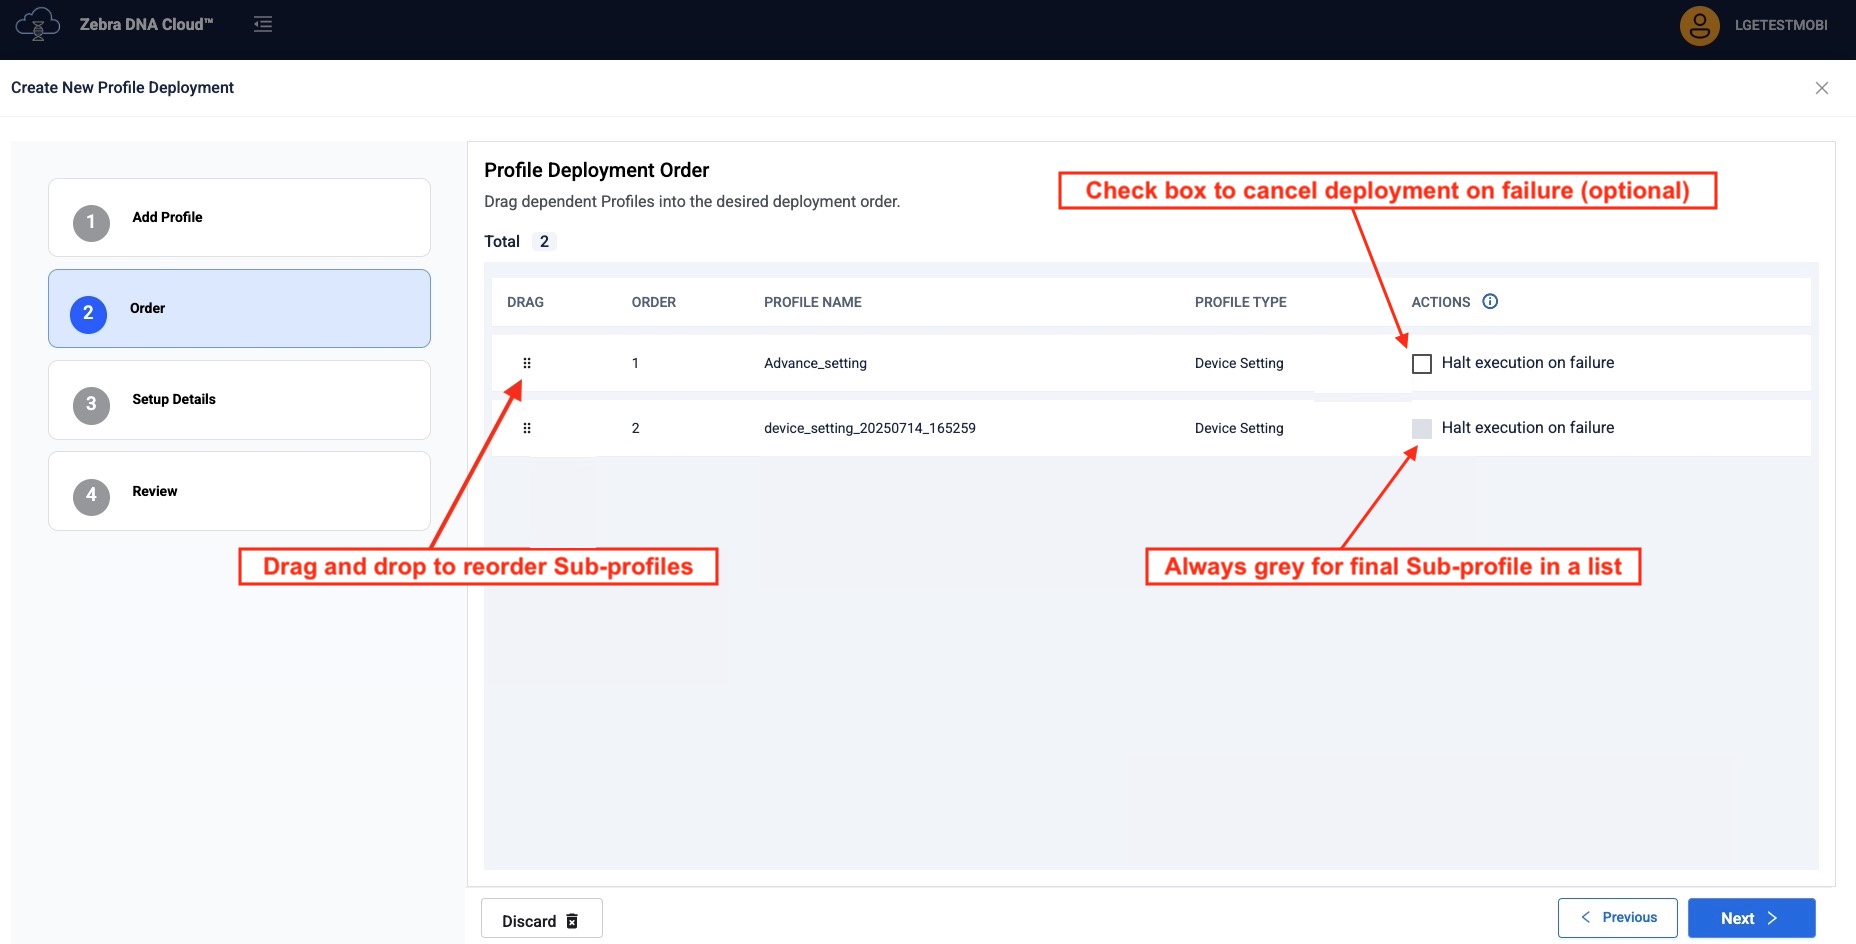 Zebra DNA Cloud™
LGETESTMOBI
Create New Profile Deployment
1 Add Profile
2 Order
3 Setup Details
4 Review
Profile Deployment Order
Drag dependent Profiles into the desired deployment order.
Check box to cancel deployment on failure (optional)
Total 2
DRAG ORDER PROFILE NAME PROFILE TYPE ACTIONS
1 Advance_setting Device Setting Halt execution on failure
2 device_setting_20250714_165259 Device Setting Halt execution on failure
Drag and drop to reorder Sub-profiles
Always grey for final Sub-profile in a list
Discard
Previous
Next